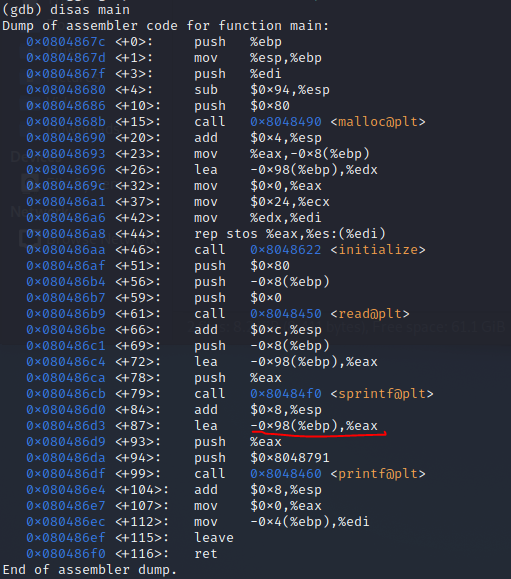 (gdb) disas main
Dump of assembler code for function main:
0×0804867c <+0>: push %ebp
0×0804867d <+1>: mov %esp,%ebp
0×0804867f <+3>: push %edi
0×08048680 <+4>: sub $0×94,%esp
0×08048686 <+10>: push $0×80
0×0804868b <+15>: call 0×8048490 <malloc@plt>
0×08048690 <+20>: add $0×4,%esp
0×08048693 <+23>: mov %eax,-0×8(%ebp)
0×08048696 <+26>: lea -0×98(%ebp),%edx
0×0804869c <+32>: mov $0×0,%eax
0×080486a1 <+37>: mov $0×24,%ecx
0×080486a6 <+42>: mov %edx,%edi
0×080486a8 <+44>: rep stos %eax,%es:(%edi)
0×080486aa <+46>: call 0×8048622 <initialize>
0×080486af <+51>: push $0×80
0×080486b4 <+56>: push -0×8(%ebp)
0×080486b7 <+59>: push $0×0
0×080486b9 <+61>: call 0×8048450 <read@plt>
0×080486be <+66>: add $0×c,%esp
0×080486c1 <+69>: push -0×8(%ebp)
0×080486c4 <+72>: lea -0×98(%ebp),%eax
0×080486ca <+78>: push %eax
0×080486cb <+79>: call 0×80484f0 <sprintf@plt>
0×080486d0 <+84>: add $0×8,%esp
0×080486d3 <+87>: lea -0×98(%ebp),%eax
0×080486d9 <+93>: push %eax
0×080486da <+94>: push $0×8048791
0×080486df <+99>: call 0×8048460 <printf@plt>
0×080486e4 <+104>: add $0×8,%esp
0×080486e7 <+107>: mov $0×0,%eax
0×080486ec <+112>: mov -0×4(%ebp),%edi
0×080486ef <+115>: leave
0×080486f0 <+116>: ret
End of assembler dump.